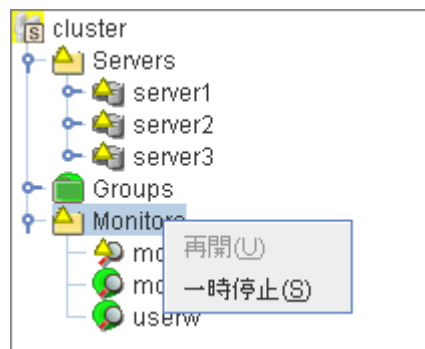 cluster
Servers
server1
server2
server3
Groups
Monitors
再開(U)
一時停止(S)
userw